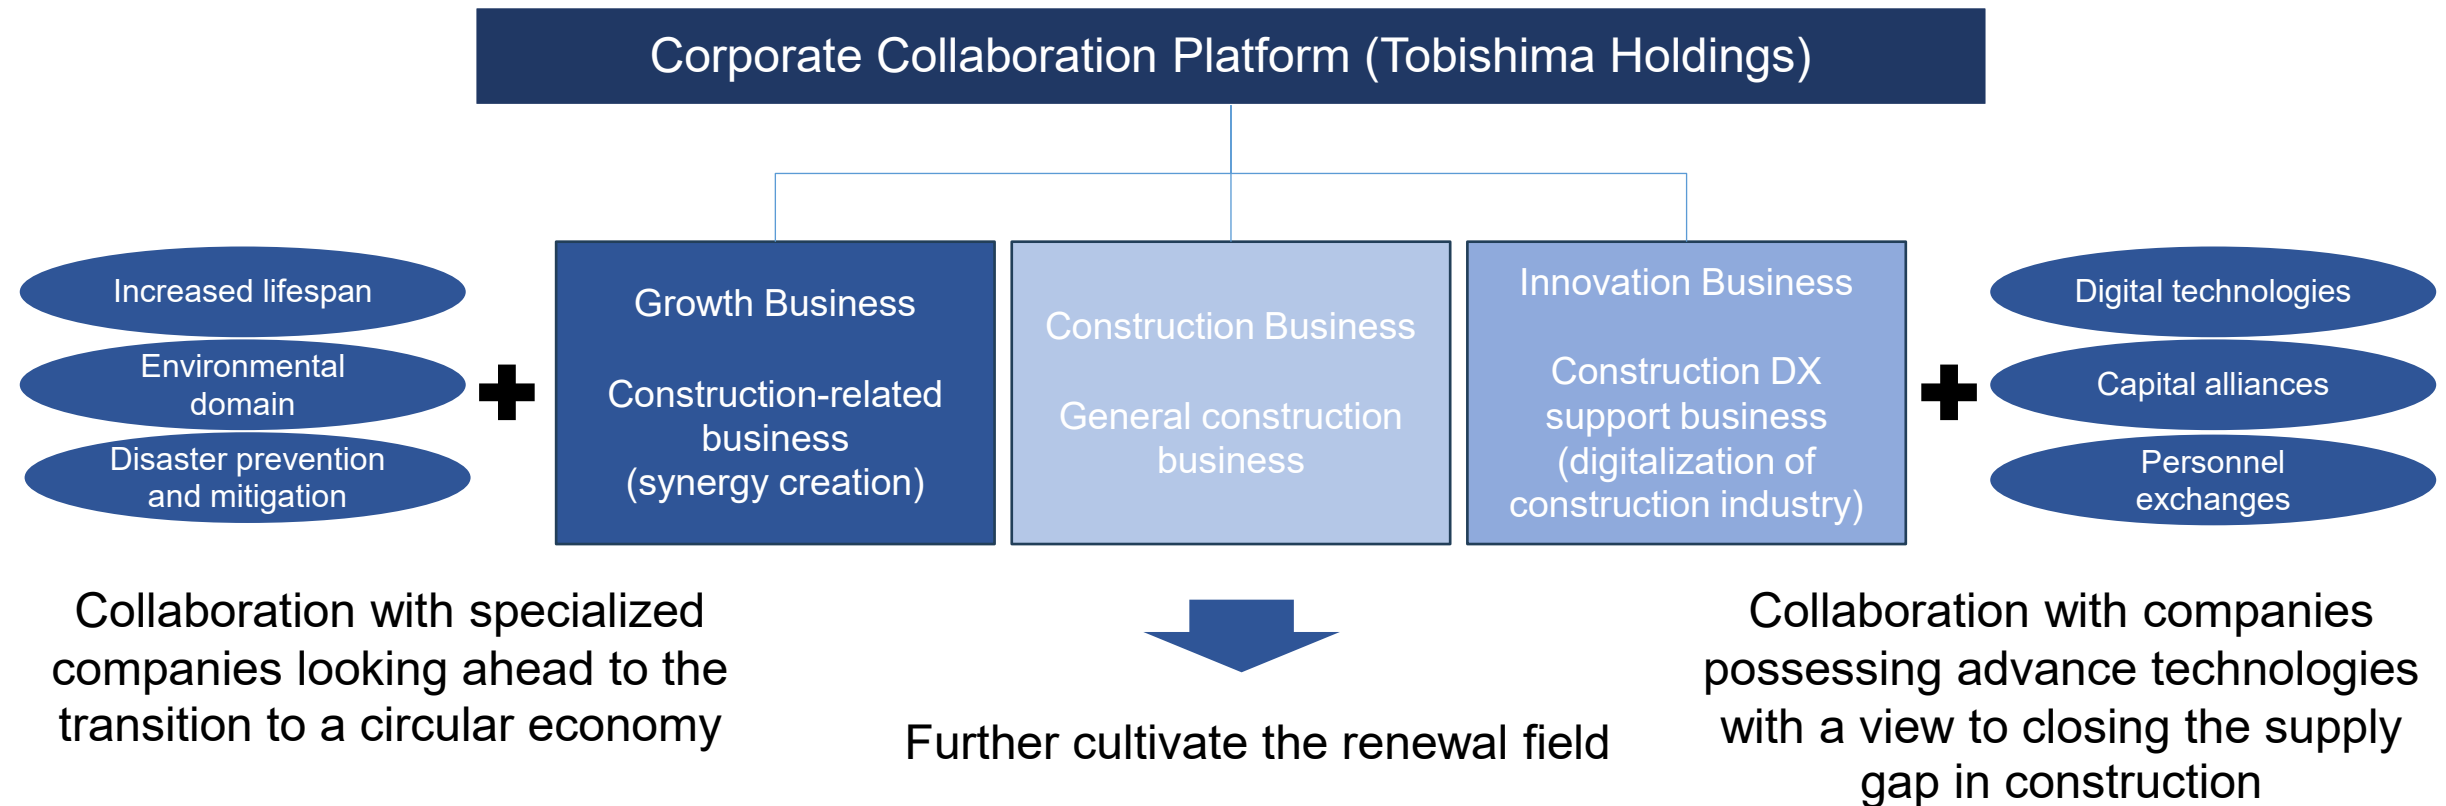 Corporate Collaboration Platform (Tobishima Holdings)
Increased lifespan
Environmental
domain
Disaster prevention
and mitigation
Growth Business
Construction-related
business
(synergy creation)
Construction Business
General construction
business
Innovation Business
Construction DX
support business
(digitalization of
construction industry)
Digital technologies
Capital alliances
Personnel
exchanges
Collaboration with specialized
companies looking ahead to the
transition to a circular economy
Further cultivate the renewal field
Collaboration with companies
possessing advance technologies
with a view to closing the supply
gap in construction